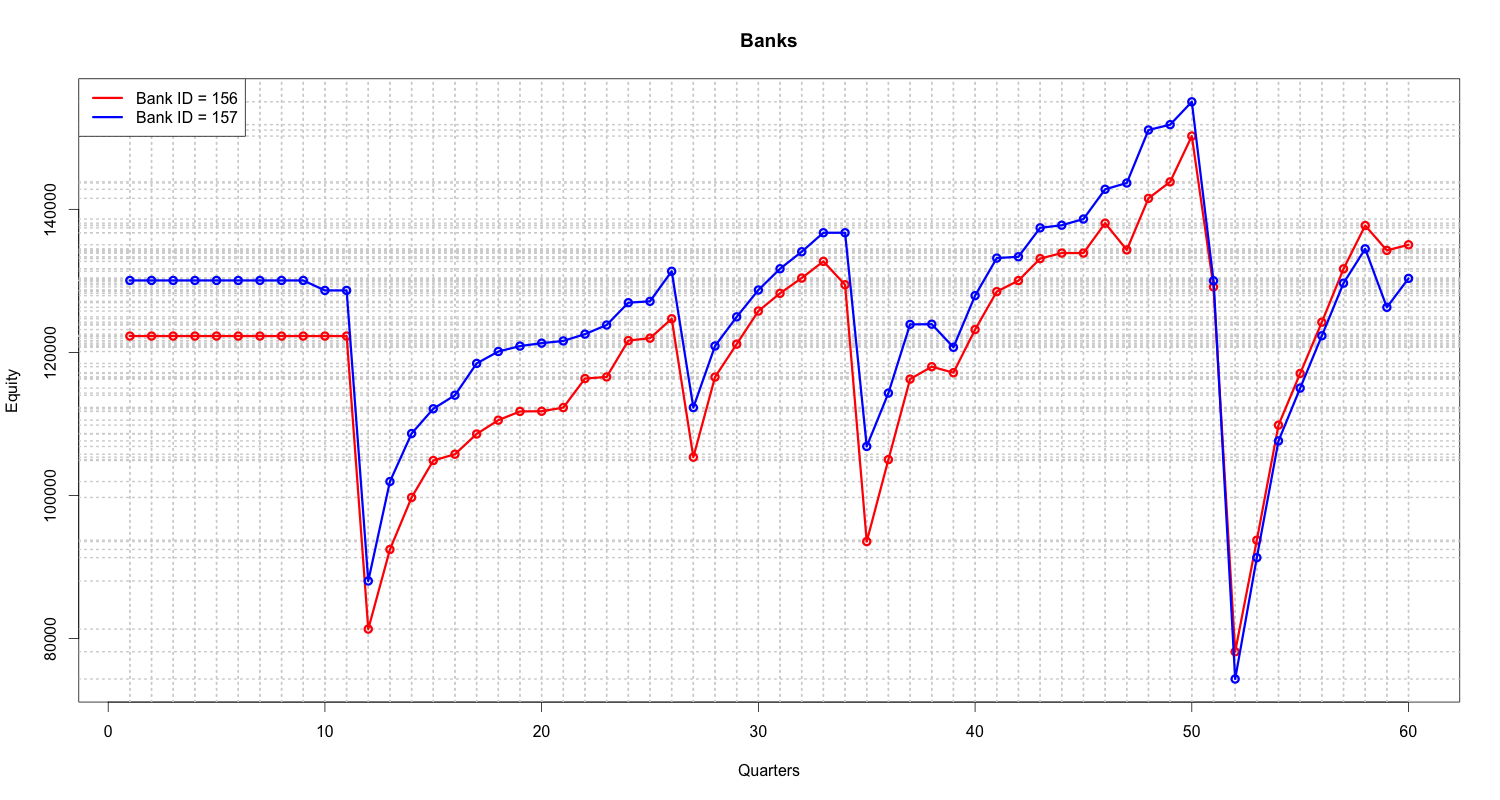 Banks
Bank ID = 156
Bank ID = 157
Equity
140000
120000
100000
80000
0 10 20 30 40 50 60
Quarters